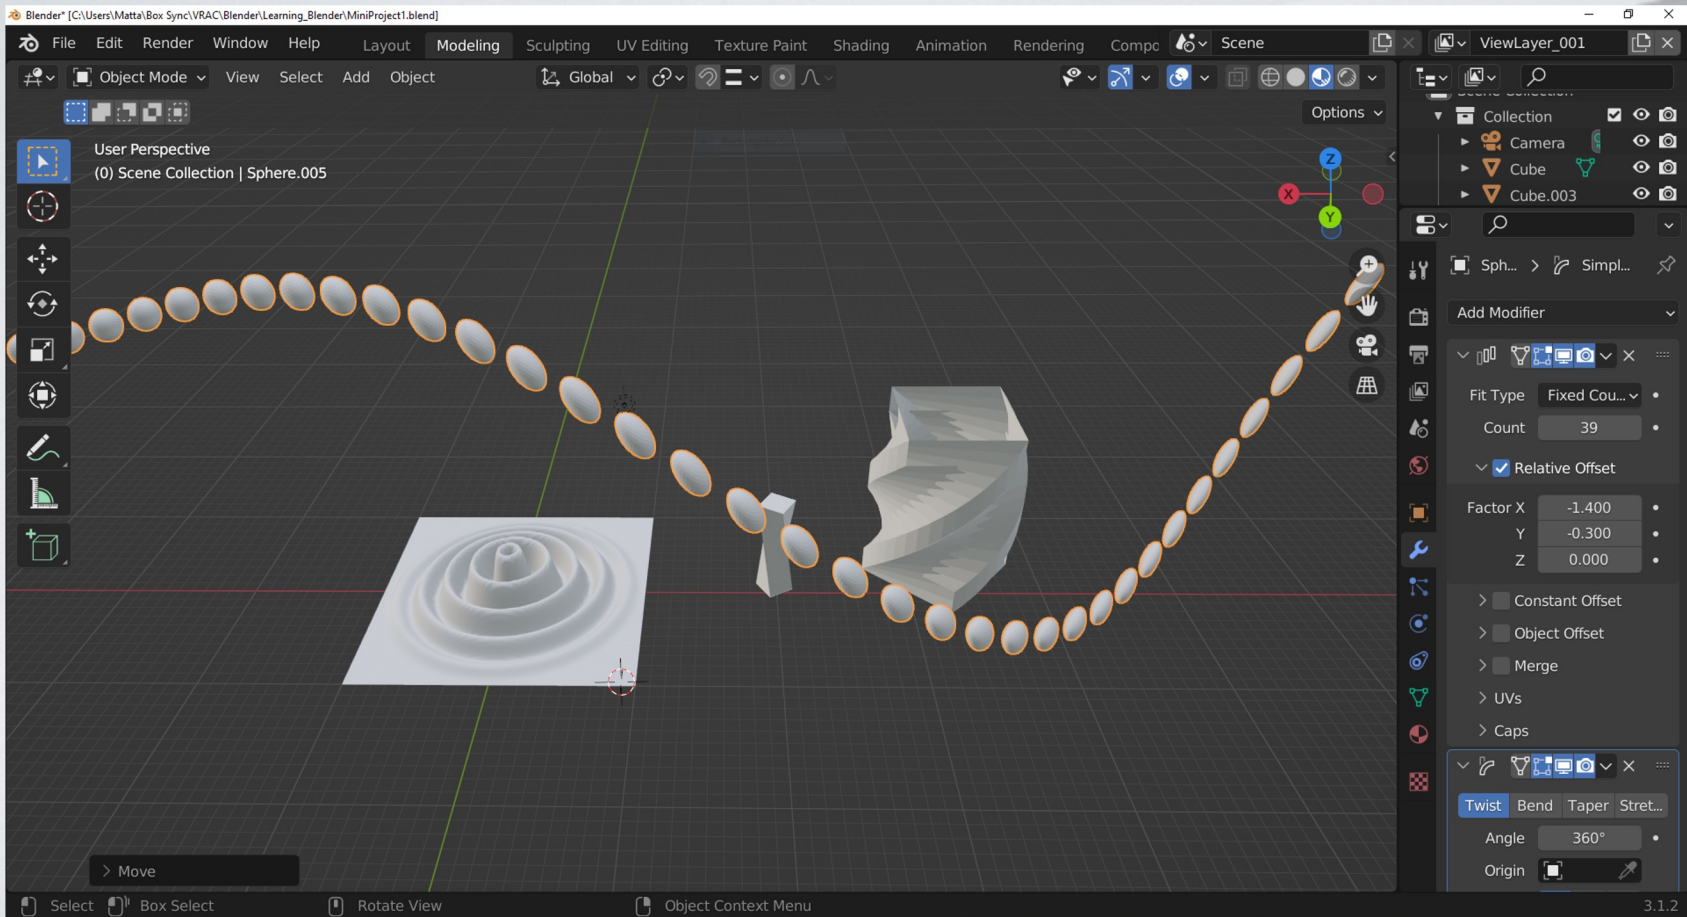 Blender* [C:\Users\Matta\Box Sync\VRAC\Blender\Learning_Blender\MiniProject1.blend]
File Edit Render Window Help Layout Modeling Sculpting UV Editing Texture Paint Shading Animation Rendering Compo Scene ViewLayer_001
Object Mode View Select Add Object Global
Options
User Perspective
(0) Scene Collection | Sphere.005
Z
X
Y
Move
Scene Collection
Collection
Camera
Cube
Cube.003
Sph... Simpl...
Add Modifier
Fit Type Fixed Cou...
Count 39
Relative Offset
Factor X -1.400
Y -0.300
Z 0.000
Constant Offset
Object Offset
Merge
UVs
Caps
Twist Bend Taper Stret...
Angle 360°
Origin
Select Box Select Rotate View Object Context Menu 3.1.2